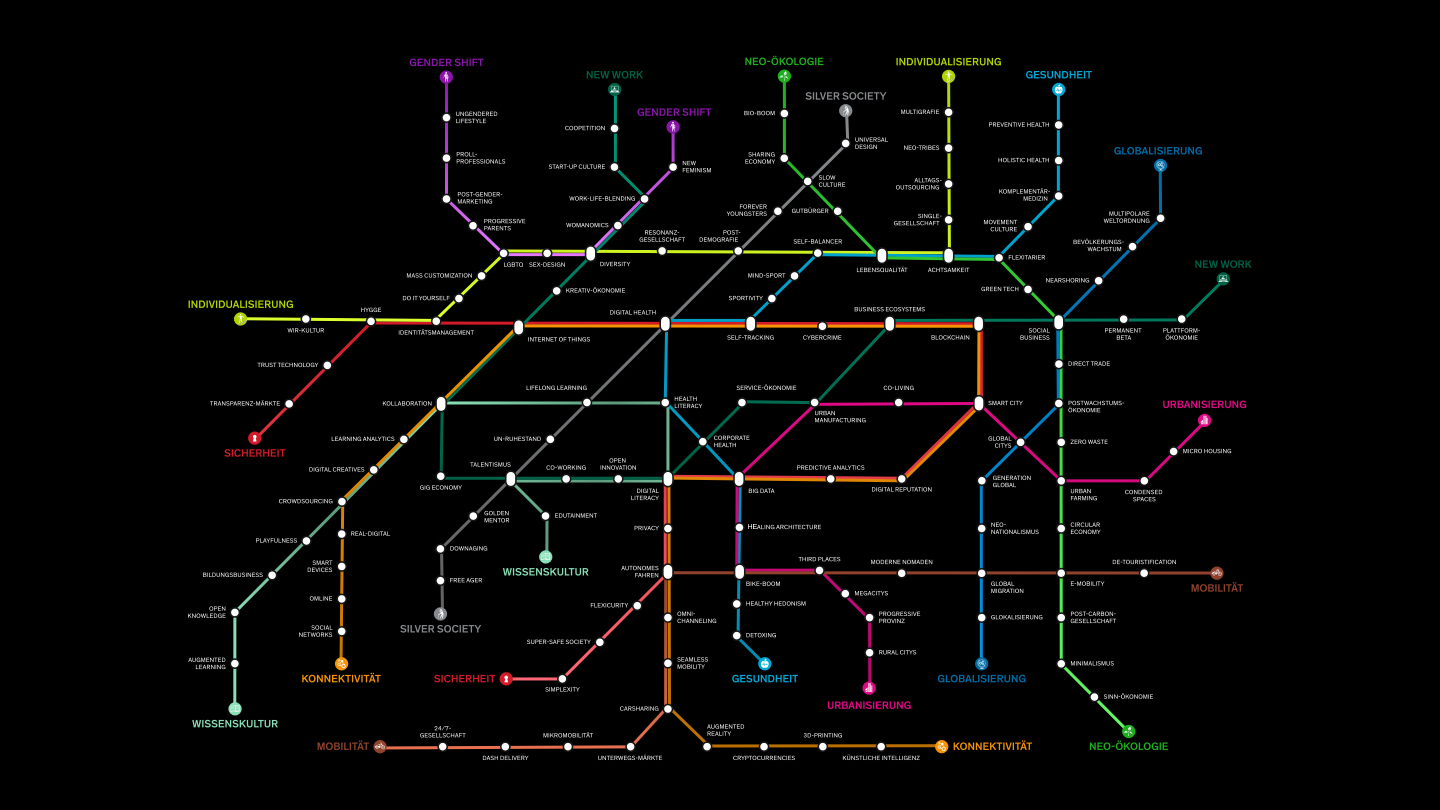 GENDER SHIFT
NEW WORK
NEO-ÖKOLOGIE
INDIVIDUALISIERUNG
GESUNDHEIT
SILVER SOCIETY
GENDER SHIFT
UNGENDERED
LIFESTYLE
COOPETITION
BIO-BOOM
MULTIGRAFIE
PREVENTIVE HEALTH
GLOBALISIERUNG
PROLL-
PROFESSIONALS
START-UP CULTURE
NEW
FEMINISM
SHARING
ECONOMY
UNIVERSAL
DESIGN
NEO-TRIBES
HOLISTIC HEALTH
POST-GENDER-
MARKETING
WORK-LIFE-BLENDING
SLOW
CULTURE
ALLTAGS-
OUTSOURCING
KOMPLEMENTÄR-
MEDIZIN
PROGRESSIVE
PARENTS
WOMANOMICS
FOREVER
YOUNGSTERS
GUTBÜRGER
SINGLE-
GESELLSCHAFT
MOVEMENT
CULTURE
MULTIPOLARE
WELTORDNUNG
RESONANZ-
GESELLSCHAFT
POST-
DEMOGRAFIE
SELF-BALANCER
BEVÖLKERUNGS-
WACHSTUM
LGBTQ
SEX-DESIGN
DIVERSITY
LEBENSQUALITÄT
ACHTSAMKEIT
FLEXITARIER
NEW WORK
MASS CUSTOMIZATION
MIND-SPORT
NEARSHORING
DO IT YOURSELF
KREATIV-ÖKONOMIE
SPORTIVITY
GREEN TECH
INDIVIDUALISIERUNG
HYGGE
DIGITAL HEALTH
BUSINESS ECOSYSTEMS
WIR-KULTUR
IDENTITÄTSMANAGEMENT
INTERNET OF THINGS
SELF-TRACKING
CYBERCRIME
BLOCKCHAIN
SOCIAL
BUSINESS
PERMANENT
BETA
PLATTFORM-
ÖKONOMIE
TRUST TECHNOLOGY
DIRECT TRADE
LIFELONG LEARNING
SERVICE-ÖKONOMIE
CO-LIVING
TRANSPARENZ-MÄRKTE
KOLLABORATION
HEALTH
LITERACY
URBAN
MANUFACTURING
SMART CITY
POSTWACHSTUMS-
ÖKONOMIE
URBANISIERUNG
SICHERHEIT
LEARNING ANALYTICS
UN-RUHESTAND
CORPORATE
HEALTH
GLOBAL
CITYS
ZERO WASTE
MICRO HOUSING
DIGITAL CREATIVES
TALENTISMUS
CO-WORKING
OPEN
INNOVATION
PREDICTIVE ANALYTICS
GIG ECONOMY
DIGITAL
LITERACY
BIG DATA
DIGITAL REPUTATION
GENERATION
GLOBAL
URBAN
FARMING
CONDENSED
SPACES
CROWDSOURCING
GOLDEN
MENTOR
EDUTAINMENT
PRIVACY
HEALING ARCHITECTURE
NEO-
NATIONALISMUS
CIRCULAR
ECONOMY
PLAYFULNESS
REAL-DIGITAL
DOWNAGING
WISSENSKULTUR
BILDUNGSBUSINESS
SMART
DEVICES
FREE AGER
AUTONOMES
FAHREN
BIKE-BOOM
THIRD PLACES
MODERNE NOMADEN
GLOBAL
MIGRATION
E-MOBILITY
DE-TOURISTIFICATION
MOBILITÄT
OPEN
KNOWLEDGE
OMLINE
SILVER SOCIETY
FLEXICURITY
HEALTHY HEDONISM
MEGACITYS
SOCIAL
NETWORKS
OMNI-
CHANNELING
PROGRESSIVE
PROVINZ
GLOKALISIERUNG
POST-CARBON-
GESELLSCHAFT
SUPER-SAFE SOCIETY
DETOXING
RURAL CITYS
AUGMENTED
LEARNING
KONNEKTIVITÄT
SICHERHEIT
SIMPLEXITY
SEAMLESS
MOBILITY
GESUNDHEIT
GLOBALISIERUNG
MINIMALISMUS
WISSENSKULTUR
CARSHARING
URBANISIERUNG
SINN-ÖKONOMIE
MOBILITÄT
24/7-
GESELLSCHAFT
DASH DELIVERY
MIKROMOBILITÄT
UNTERWEGS-MÄRKTE
AUGMENTED
REALITY
CRYPTOCURRENCIES
3D-PRINTING
KÜNSTLICHE INTELLIGENZ
KONNEKTIVITÄT
NEO-ÖKOLOGIE